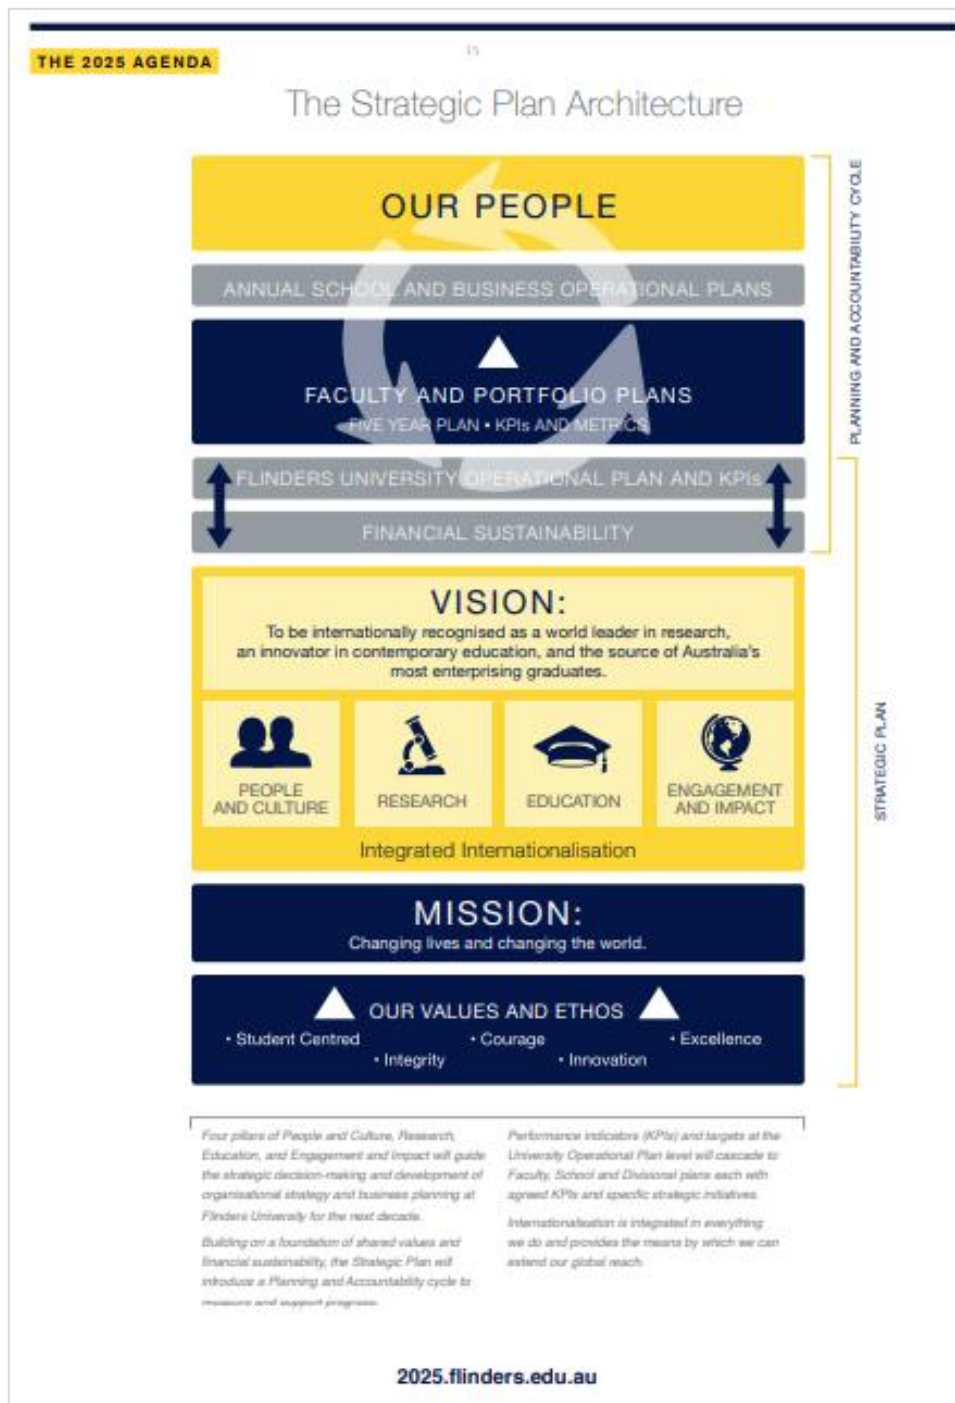 15
THE 2025 AGENDA
The Strategic Plan Architecture
OUR PEOPLE
ANNUAL SCHOOL AND BUSINESS OPERATIONAL PLANS
FACULTY AND PORTFOLIO PLANS
FIVE YEAR PLAN • KPIs AND METRICS
FLINDERS UNIVERSITY OPERATIONAL PLAN AND KPIs
FINANCIAL SUSTAINABILITY
PLANNING AND ACCOUNTABILITY CYCLE
VISION:
To be internationally recognised as a world leader in research,
an innovator in contemporary education, and the source of Australia's
most enterprising graduates.
PEOPLE
AND CULTURE
RESEARCH
EDUCATION
ENGAGEMENT
AND IMPACT
Integrated Internationalisation
STRATEGIC PLAN
MISSION:
Changing lives and changing the world.
OUR VALUES AND ETHOS
• Student Centred • Courage • Excellence
• Integrity • Innovation
Four pillars of People and Culture, Research,
Education, and Engagement and Impact will guide
the strategic decision-making and development of
organisational strategy and business planning at
Flinders University for the next decade.
Building on a foundation of shared values and
financial sustainability, the Strategic Plan will
introduce a Planning and Accountability cycle to
measure and support progress.
Performance indicators (KPIs) and targets at the
University Operational Plan level will cascade to
Faculty, School and Divisional plans each with
agreed KPIs and specific strategic initiatives.
Internationalisation is integrated in everything
we do and provides the means by which we can
extend our global reach.
2025.flinders.edu.au